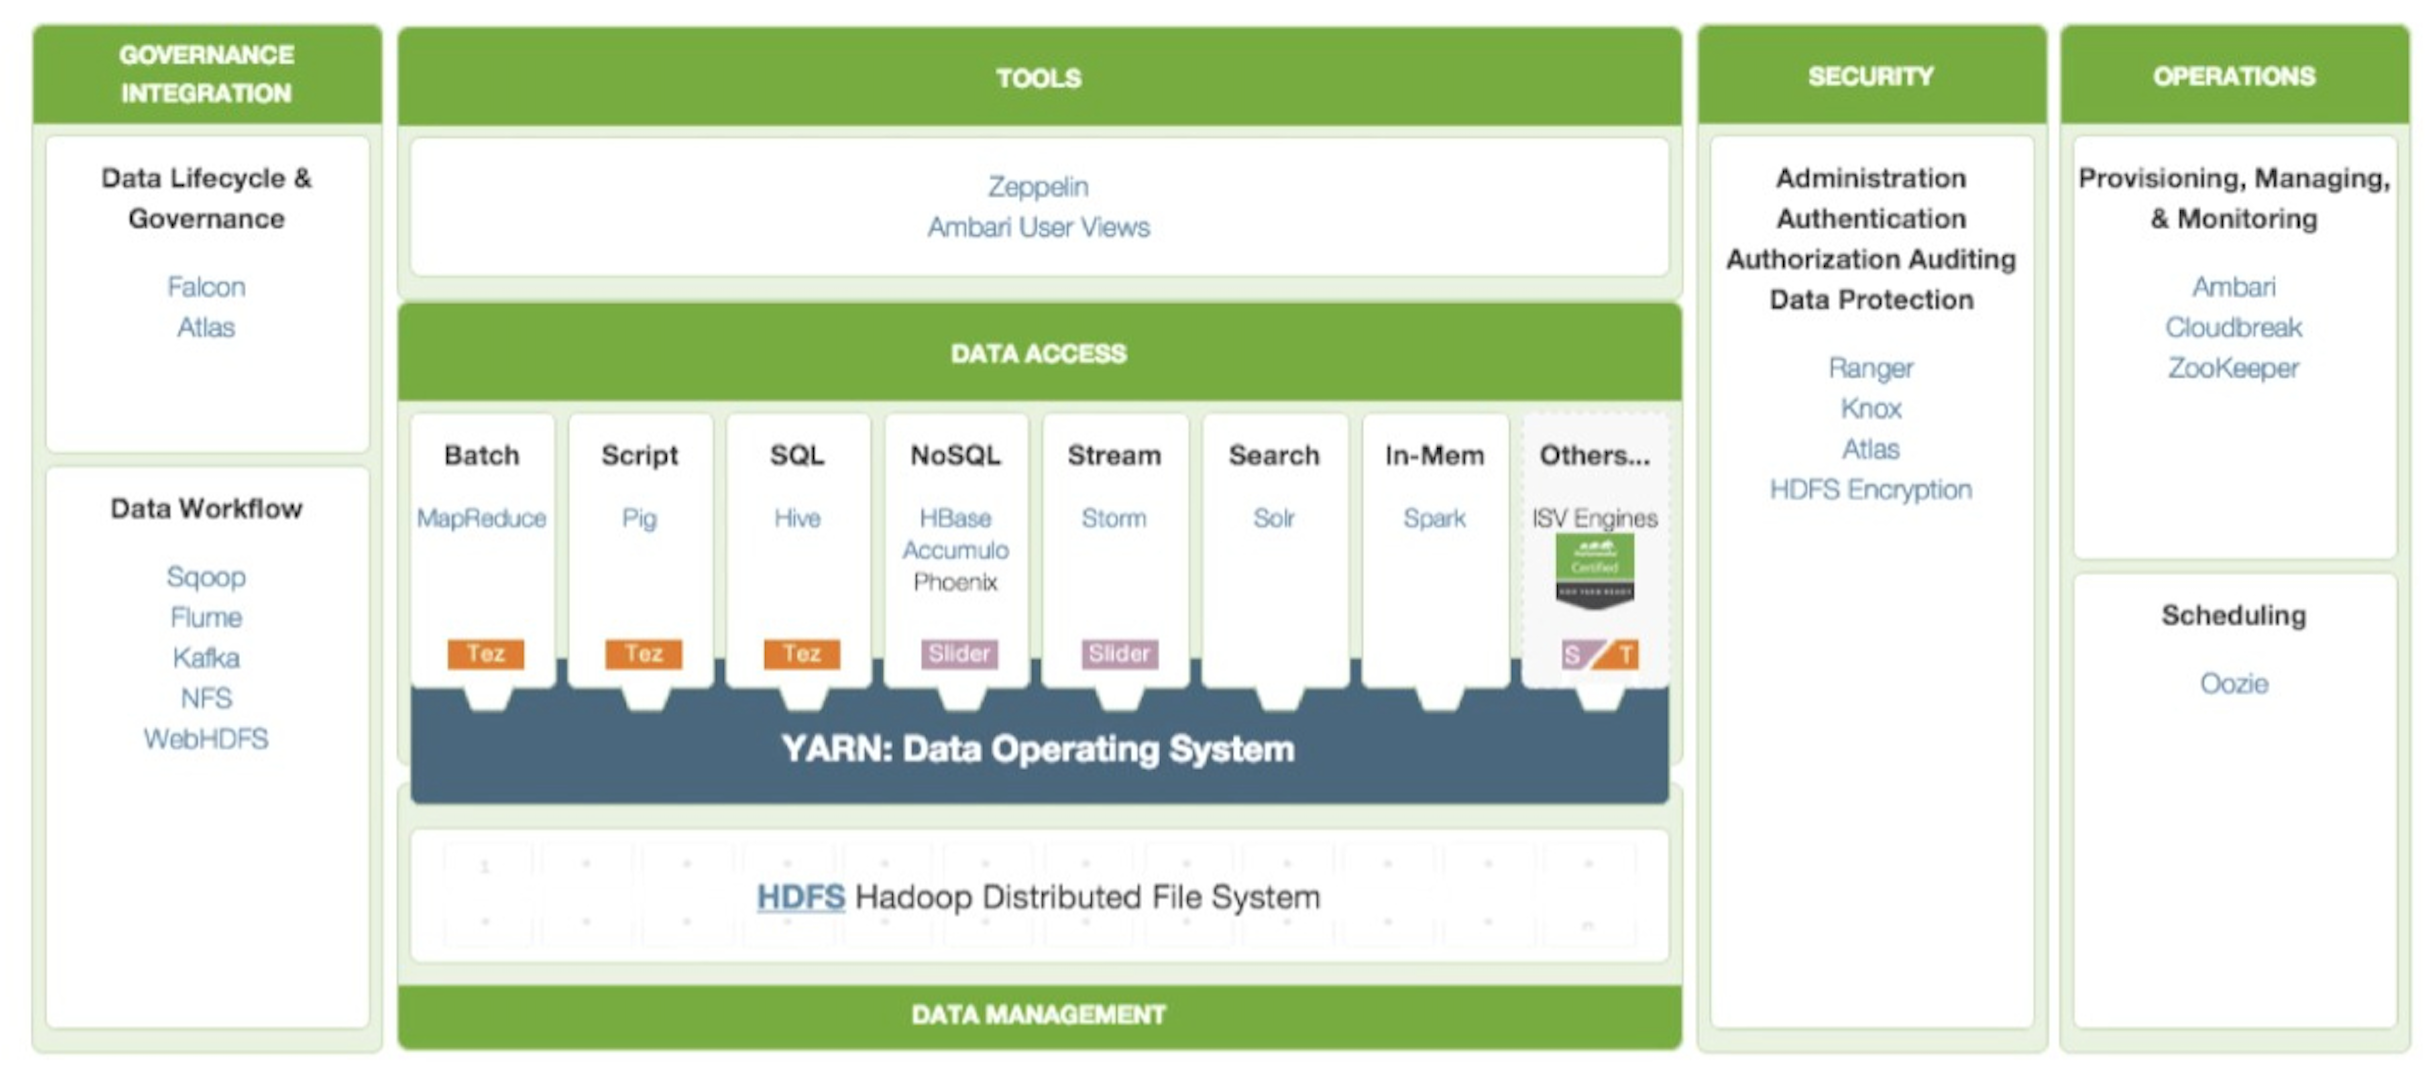 GOVERNANCE
INTEGRATION
Data Lifecycle &
Governance
Falcon
Atlas
Data Workflow
Sqoop
Flume
Kafka
NFS
WebHDFS
TOOLS
Zeppelin
Ambari User Views
DATA ACCESS
Batch
MapReduce
Tez
Script
Pig
Tez
SQL
Hive
Tez
NoSQL
HBase
Accumulo
Phoenix
Slider
Stream
Storm
Slider
Search
Solr
In-Mem
Spark
Others...
ISV Engines
Certified
S T
YARN: Data Operating System
1
HDFS Hadoop Distributed File System
n
DATA MANAGEMENT
SECURITY
Administration
Authentication
Authorization Auditing
Data Protection
Ranger
Knox
Atlas
HDFS Encryption
OPERATIONS
Provisioning, Managing,
& Monitoring
Ambari
Cloudbreak
ZooKeeper
Scheduling
Oozie